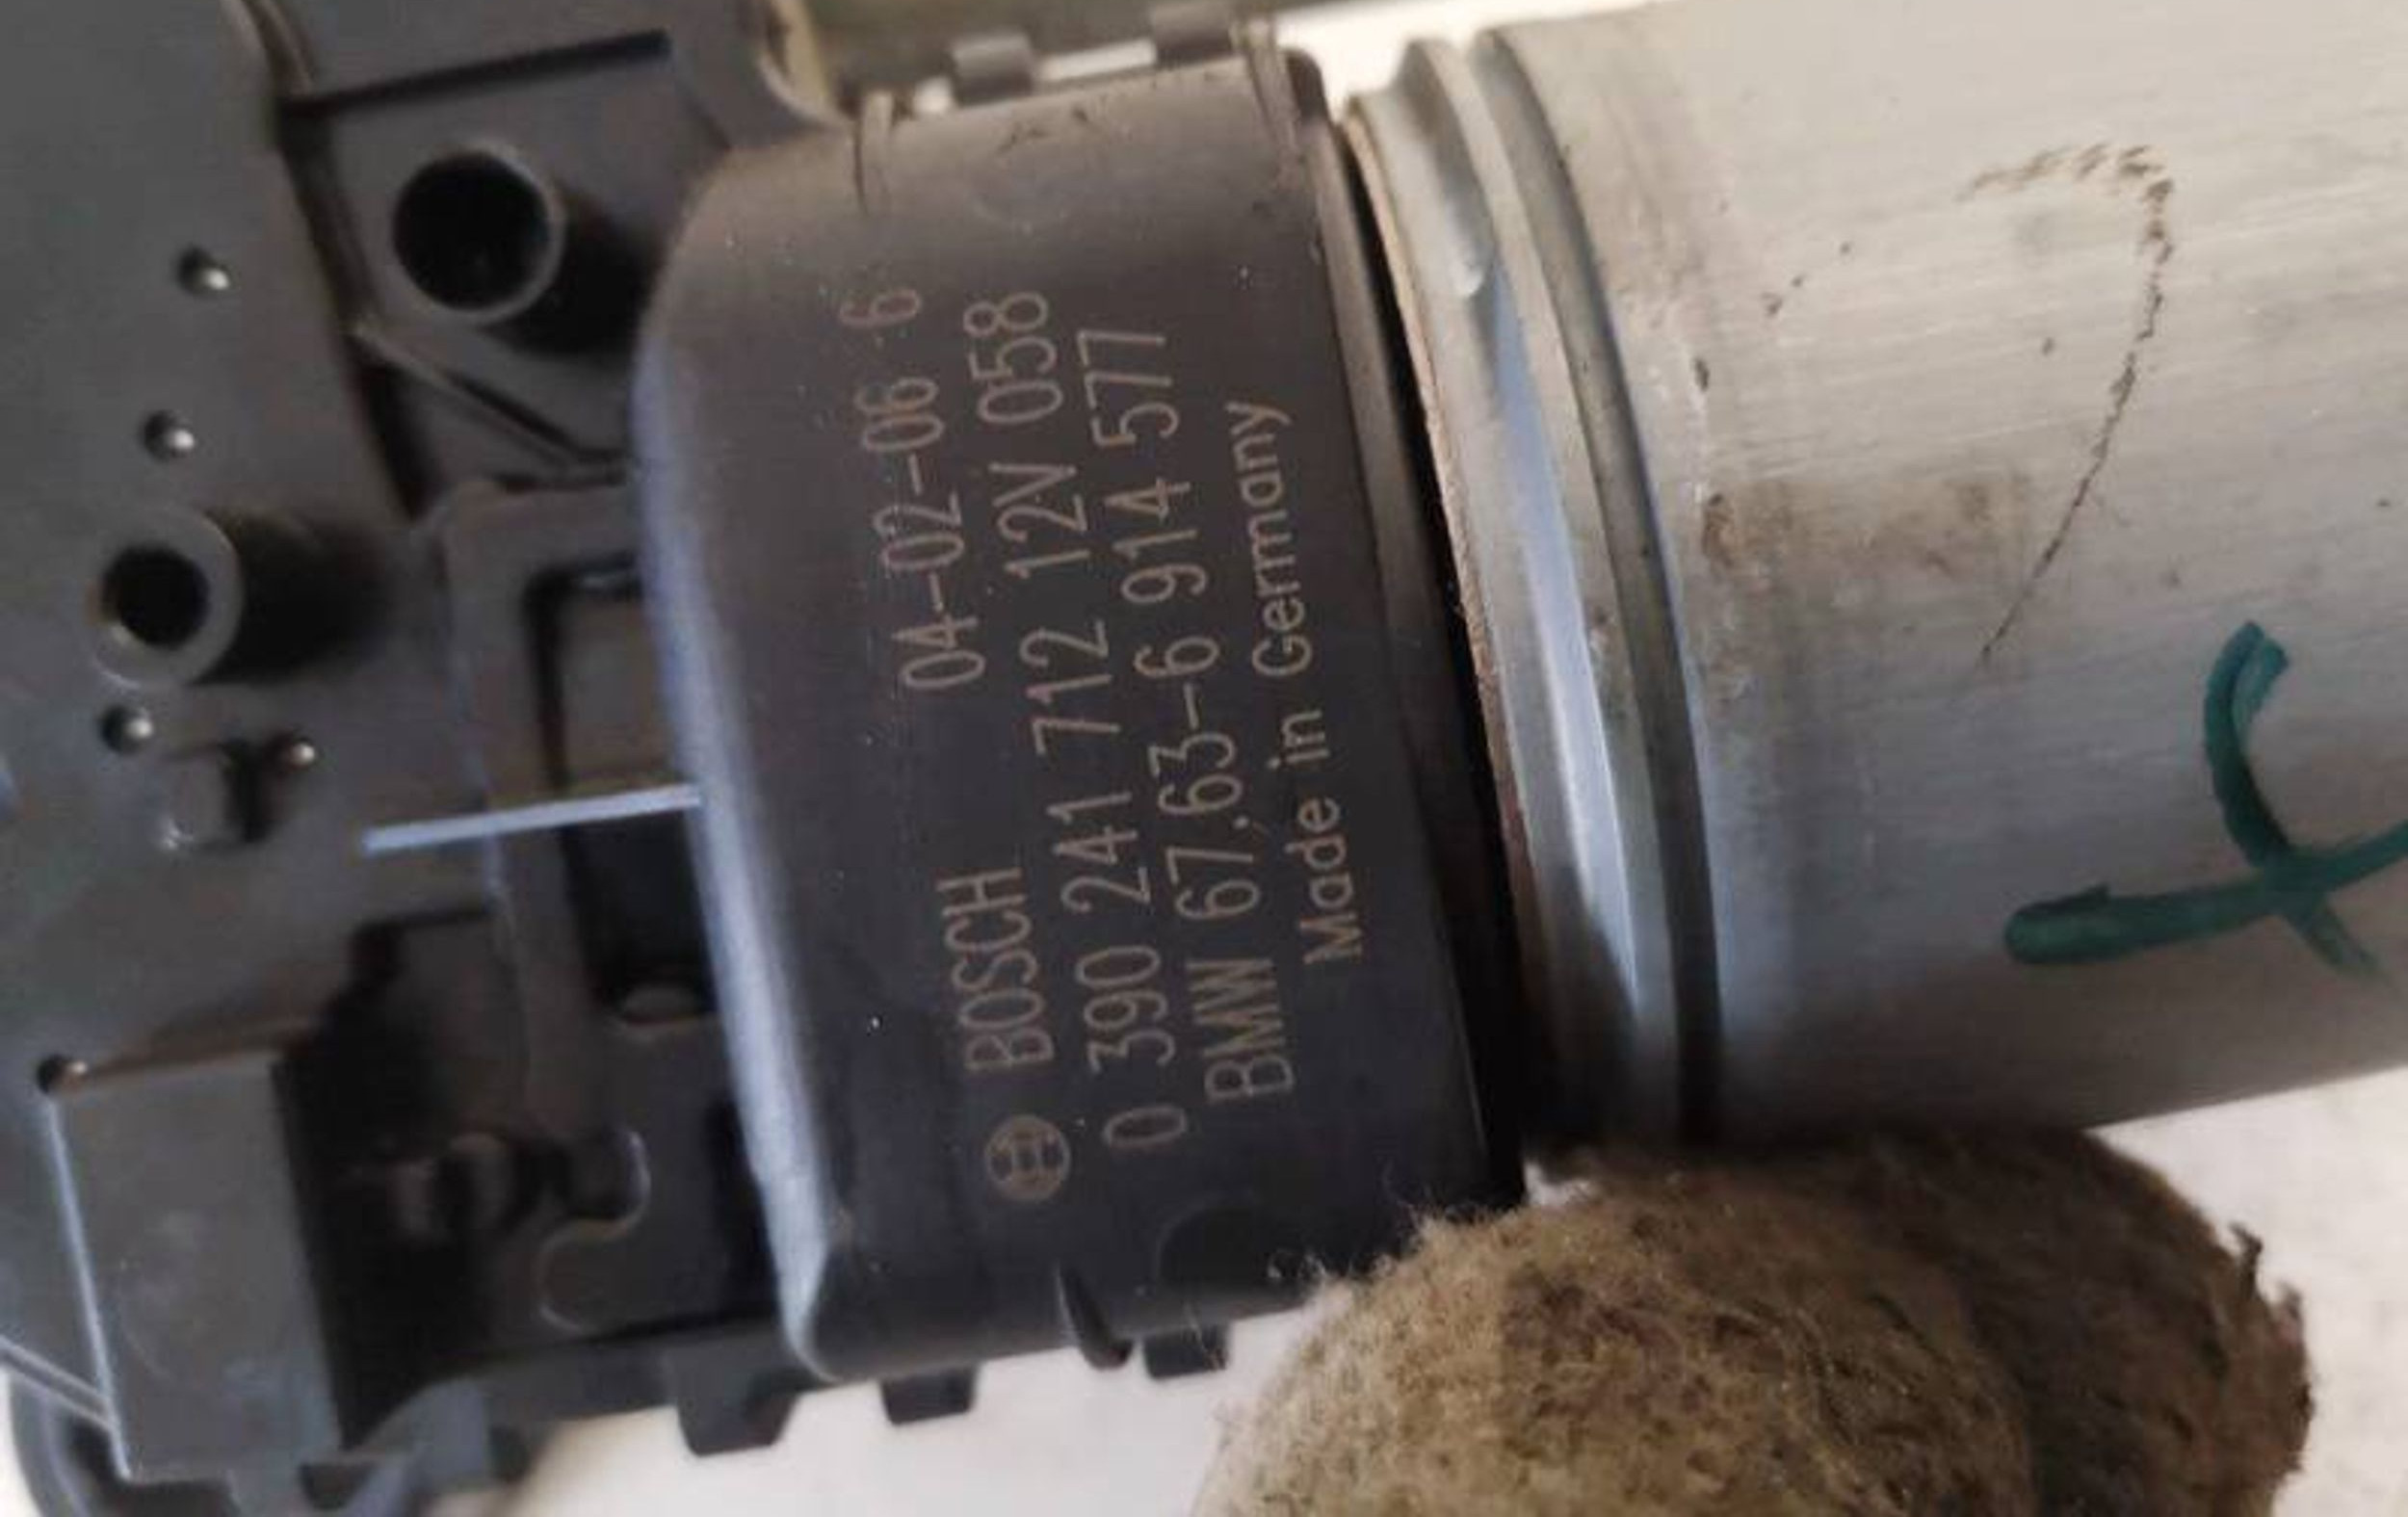 BOSCH 04-02-06 6
0 390 241 712 12V 058
BMW 67.63-6 914 577
Made in Germany